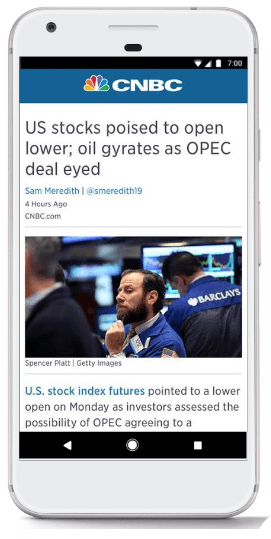 7:00
CNBC
US stocks poised to open
lower; oil gyrates as OPEC
deal eyed
Sam Meredith | @smeredith19
4 Hours Ago
CNBC.com
BARCLAYS
Spencer Platt | Getty Images
U.S. stock index futures pointed to a lower
open on Monday as investors assessed the
possibility of OPEC agreeing to a